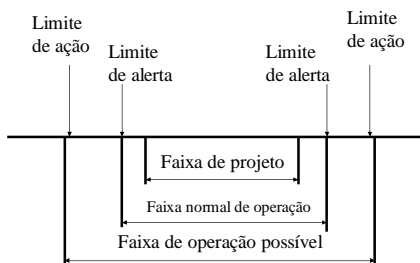 Limite
de ação
Limite
de alerta
Limite
de alerta
Limite
de ação
Faixa de projeto
Faixa normal de operação
Faixa de operação possível